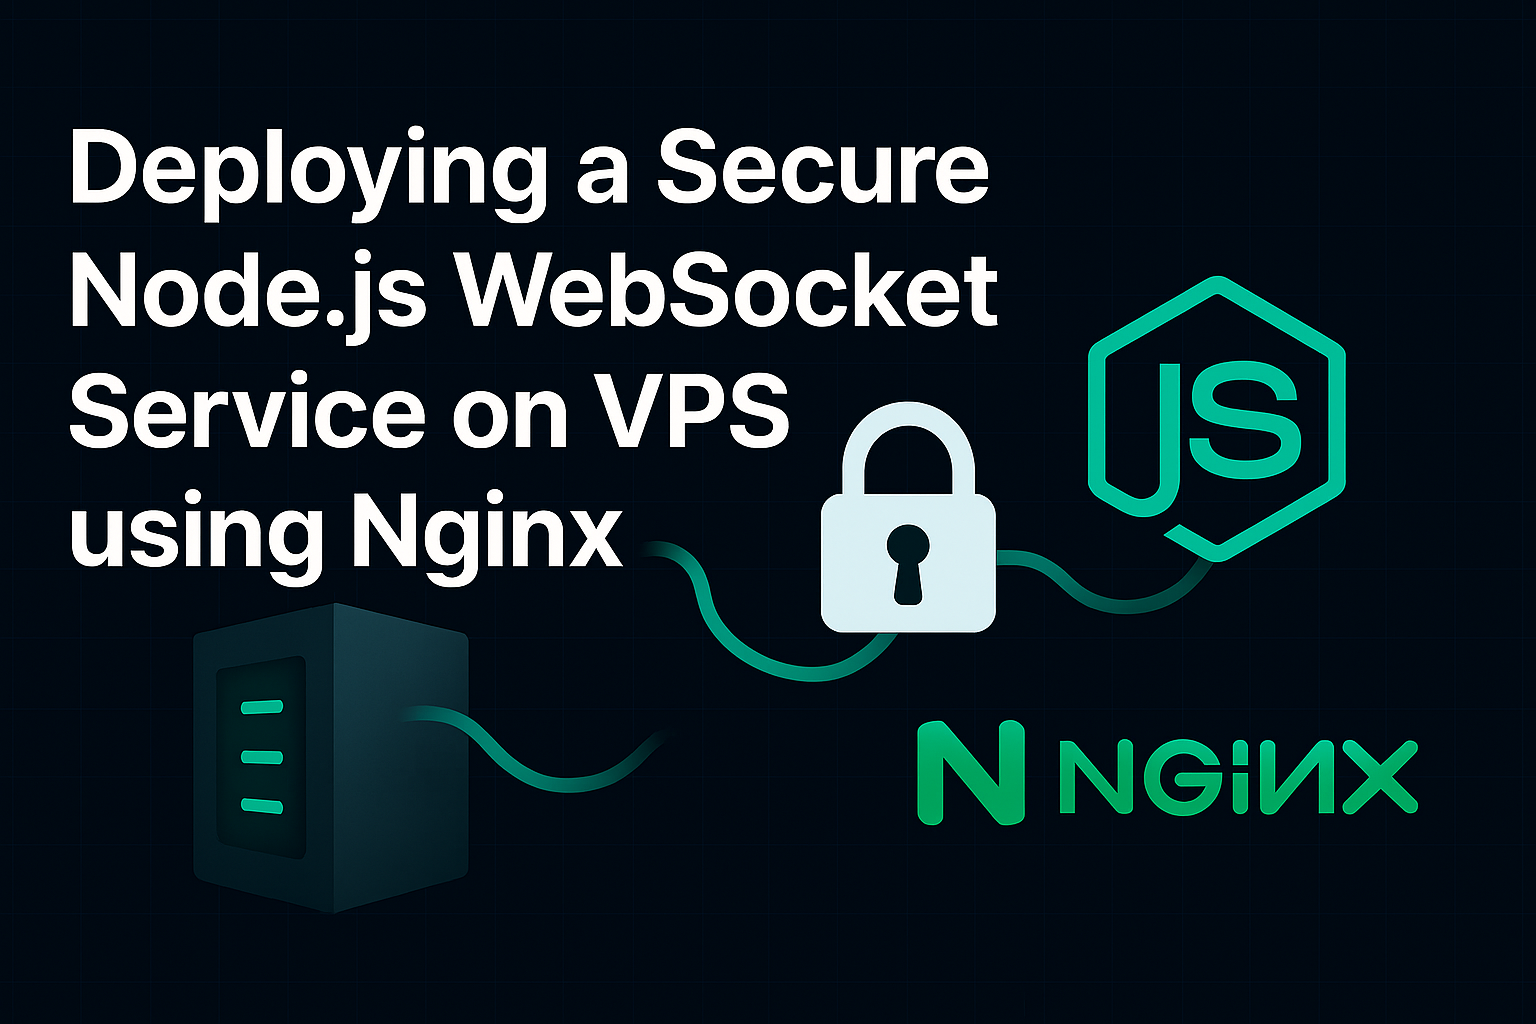 Deploying a Secure
Node.js WebSocket
Service on VPS
using Nginx
JS
N NGiNX